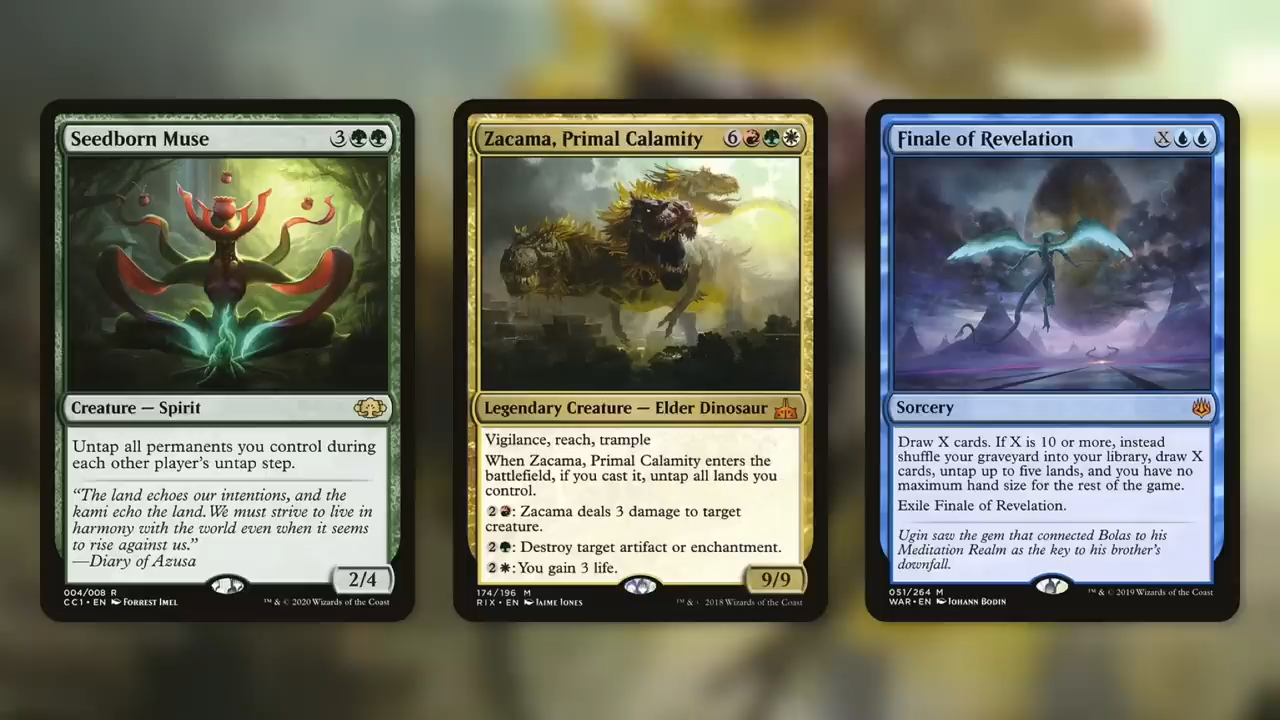 Seedborn Muse 3
Creature — Spirit
Untap all permanents you control during
each other player's untap step.
"The land echoes our intentions, and the
kami echo the land. We must strive to live in
harmony with the world even when it seems
to rise against us."
—Diary of Azusa
2/4
004/008 R
CC1 • EN Forrest Imel
™ & © 2020 Wizards of the Coast
Zacama, Primal Calamity 6
Legendary Creature — Elder Dinosaur
Vigilance, reach, trample
When Zacama, Primal Calamity enters the
battlefield, if you cast it, untap all lands you
control.
2: Zacama deals 3 damage to target
creature.
2: Destroy target artifact or enchantment.
2: You gain 3 life.
9/9
174/196 M
RIX • EN Jaime Jones
™ & © 2018 Wizards of the Coast
Finale of Revelation X
Sorcery
Draw X cards. If X is 10 or more, instead
shuffle your graveyard into your library, draw X
cards, untap up to five lands, and you have no
maximum hand size for the rest of the game.
Exile Finale of Revelation.
Ugin saw the gem that connected Bolas to his
Meditation Realm as the key to his brother's
downfall.
051/264 M
WAR • EN Johann Bodin
™ & © 2019 Wizards of the Coast